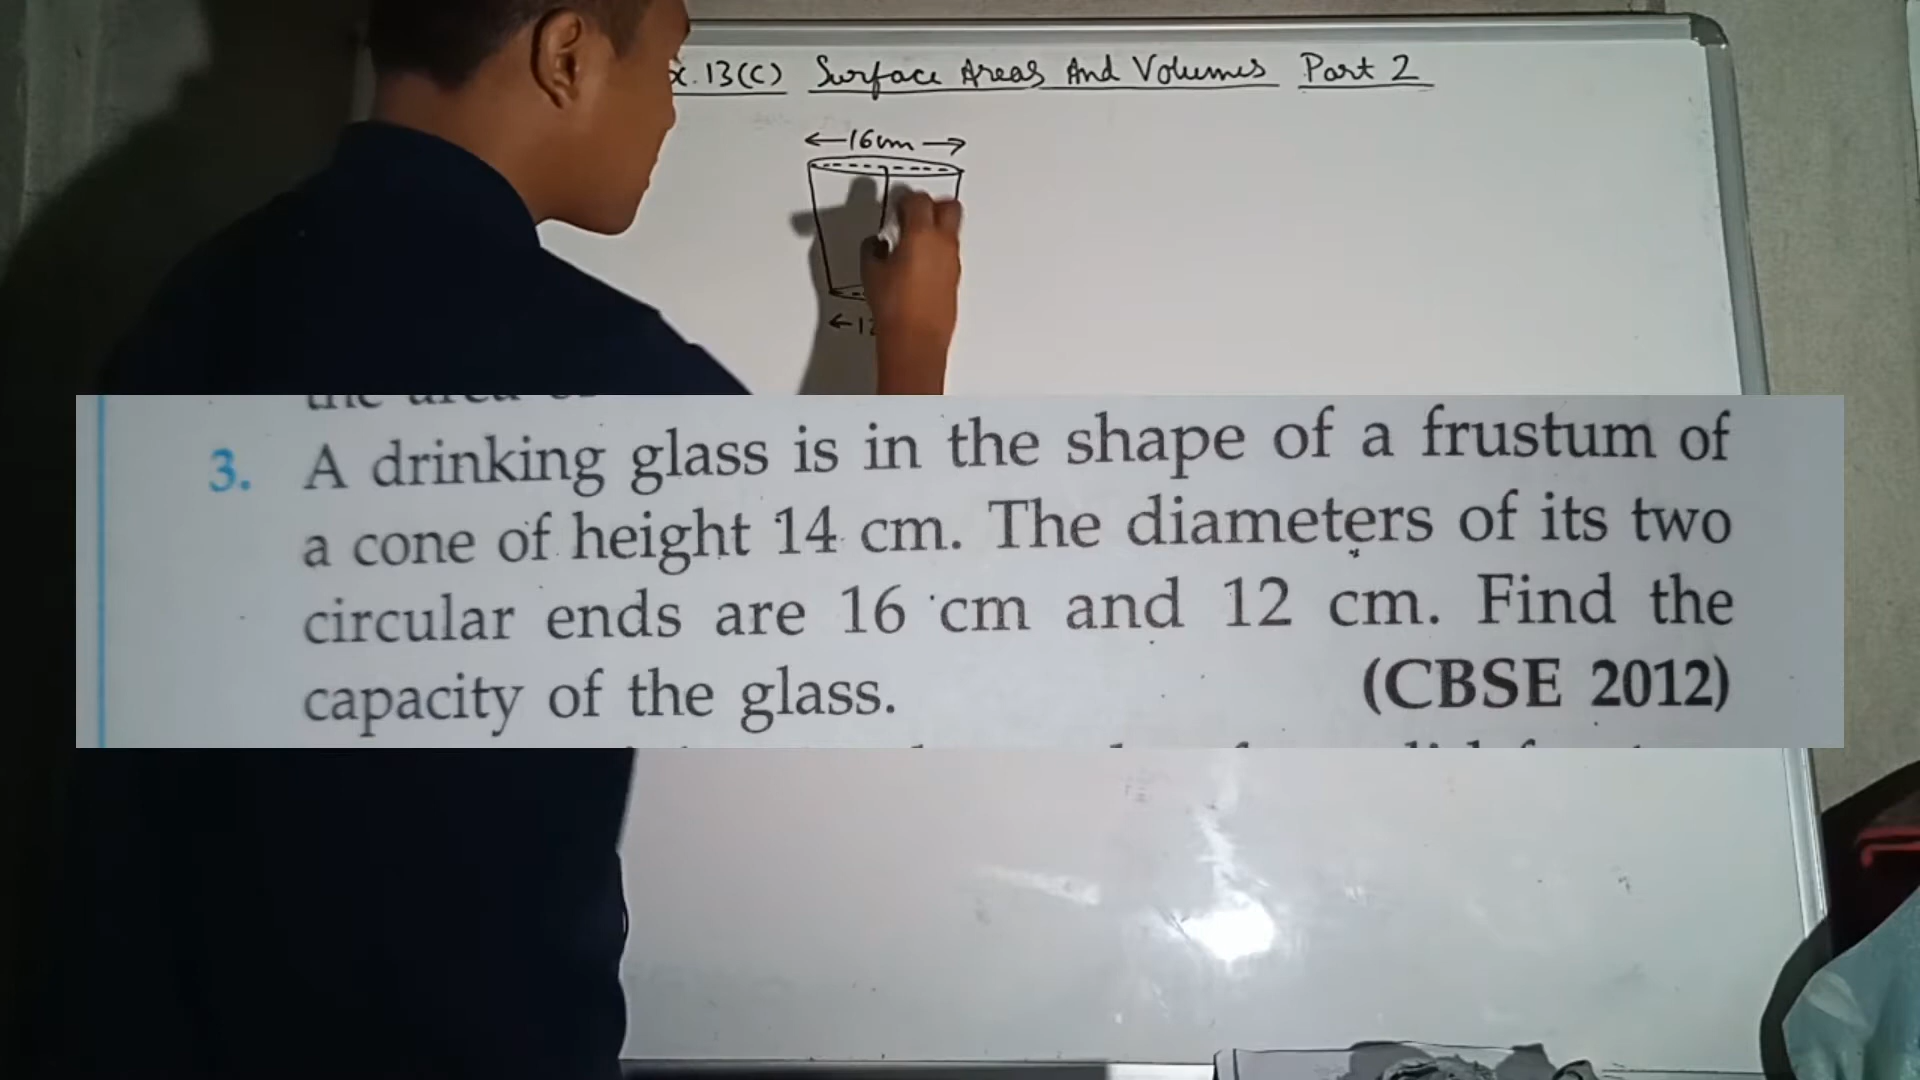 x.13(C) Surface Areas And Volumes Part 2
←16cm→
←12
3. A drinking glass is in the shape of a frustum of
a cone of height 14 cm. The diameters of its two
circular ends are 16 cm and 12 cm. Find the
capacity of the glass. (CBSE 2012)